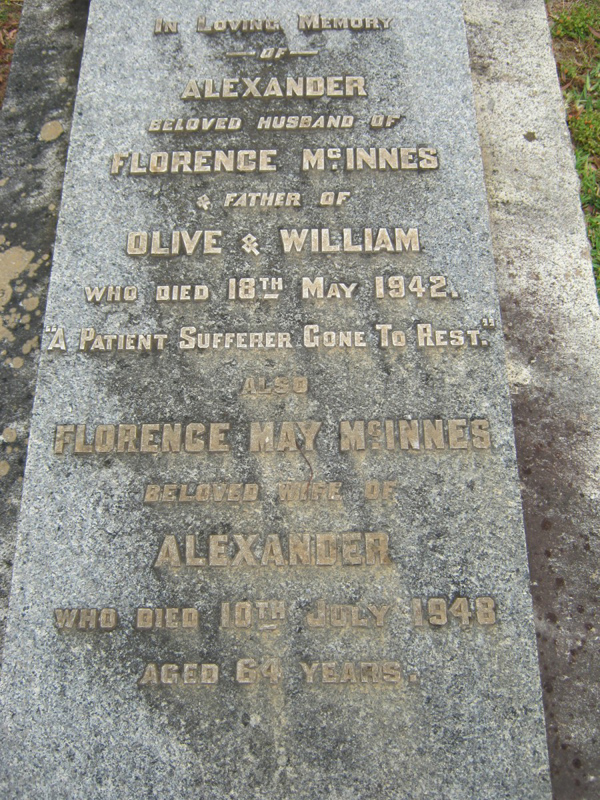 IN LOVING MEMORY
— OF —
ALEXANDER
BELOVED HUSBAND OF
FLORENCE McINNES
& FATHER OF
OLIVE & WILLIAM
WHO DIED 18TH MAY 1942.
"A PATIENT SUFFERER GONE TO REST."
ALSO
FLORENCE MAY McINNES
BELOVED WIFE OF
ALEXANDER
WHO DIED 10TH JULY 1948
AGED 64 YEARS.